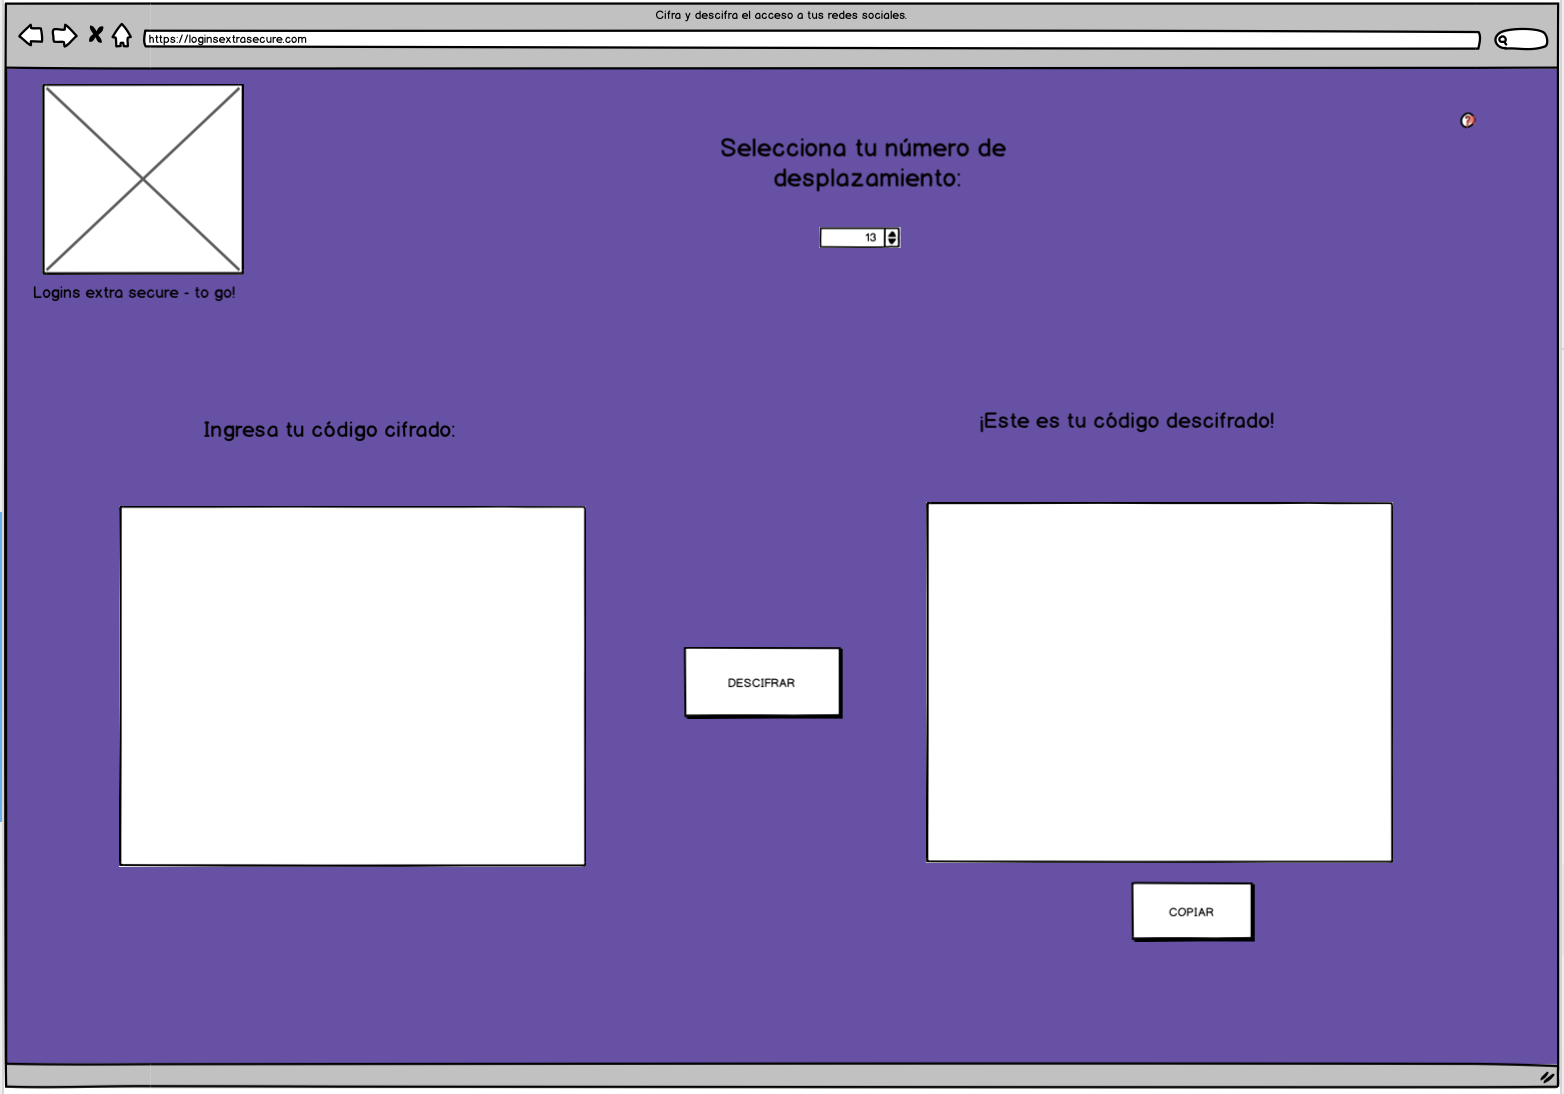 Cifra y descifra el acceso a tus redes sociales.
https://loginsextrasecure.com
?
Selecciona tu número de
desplazamiento:
13
Logins extra secure - to go!
Ingresa tu código cifrado:
¡Este es tu código descifrado!
DESCIFRAR
COPIAR